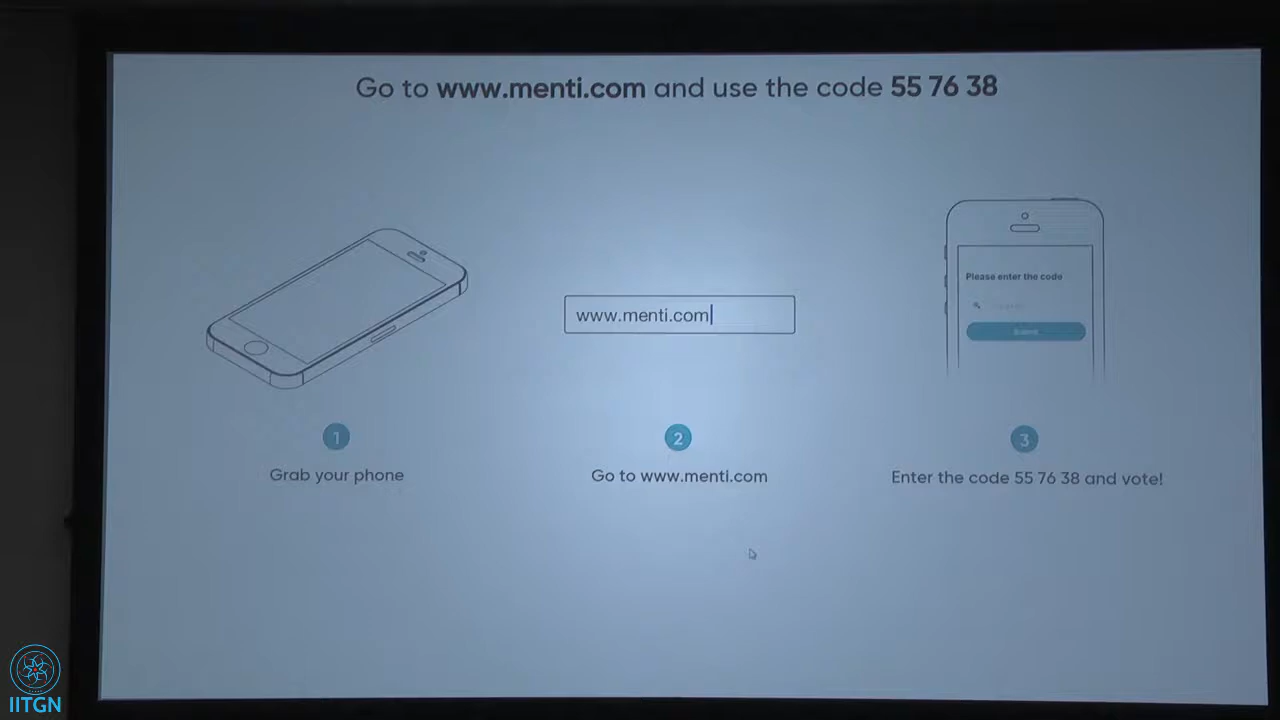 Go to www.menti.com and use the code 55 76 38
Please enter the code
www.menti.com
Submit
1
2
3
Grab your phone
Go to www.menti.com
Enter the code 55 76 38 and vote!
IITGN